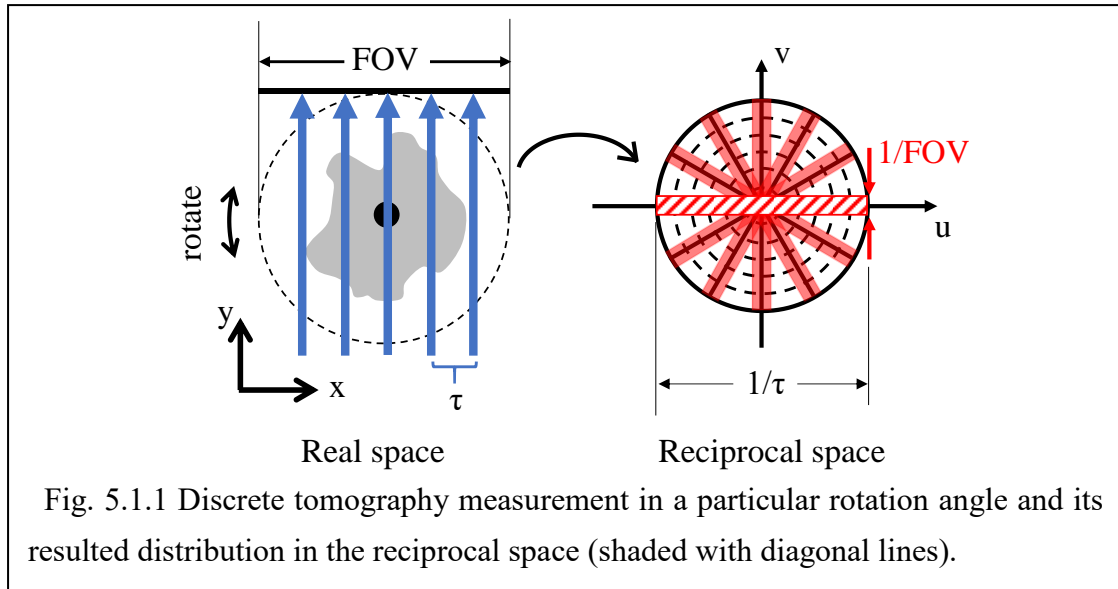 FOV
rotate
y
x
τ
Real space
v
1/FOV
u
1/τ
Reciprocal space
Fig. 5.1.1 Discrete tomography measurement in a particular rotation angle and its
resulted distribution in the reciprocal space (shaded with diagonal lines).